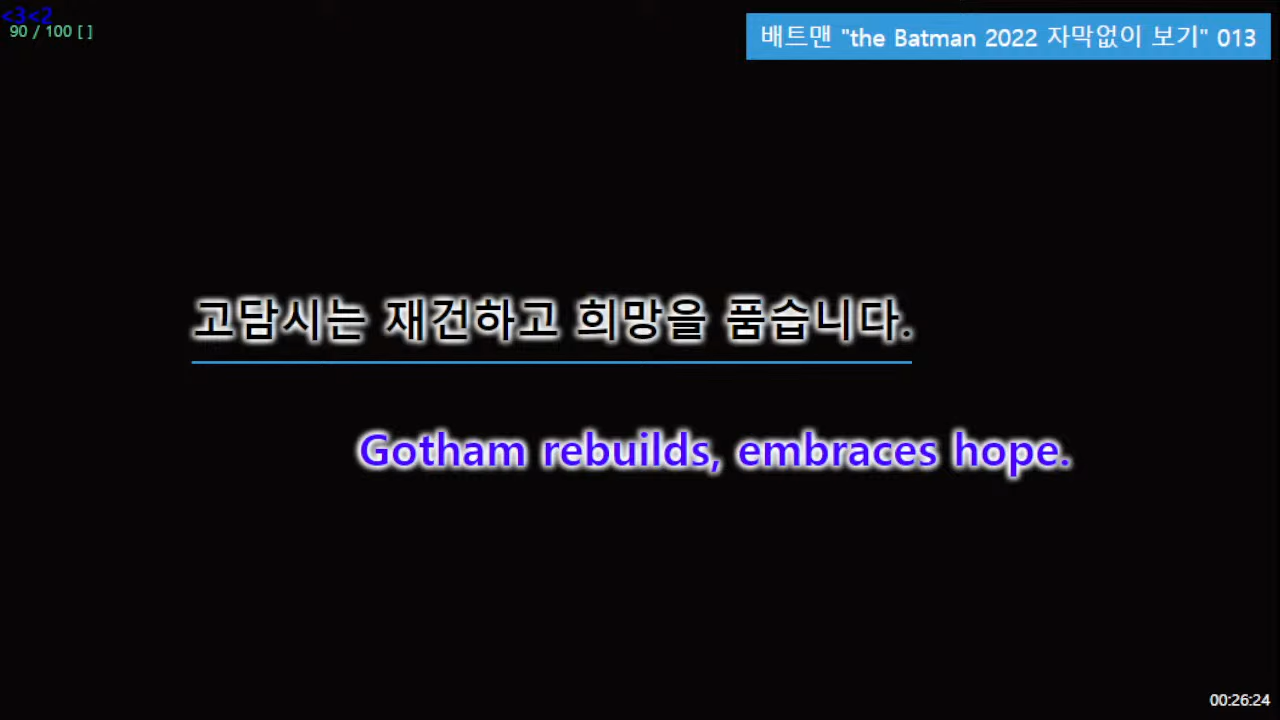 <3<2
90 / 100 [ ]
배트맨 "the Batman 2022 자막없이 보기" 013
고담시는 재건하고 희망을 품습니다.
Gotham rebuilds, embraces hope.
00:26:24